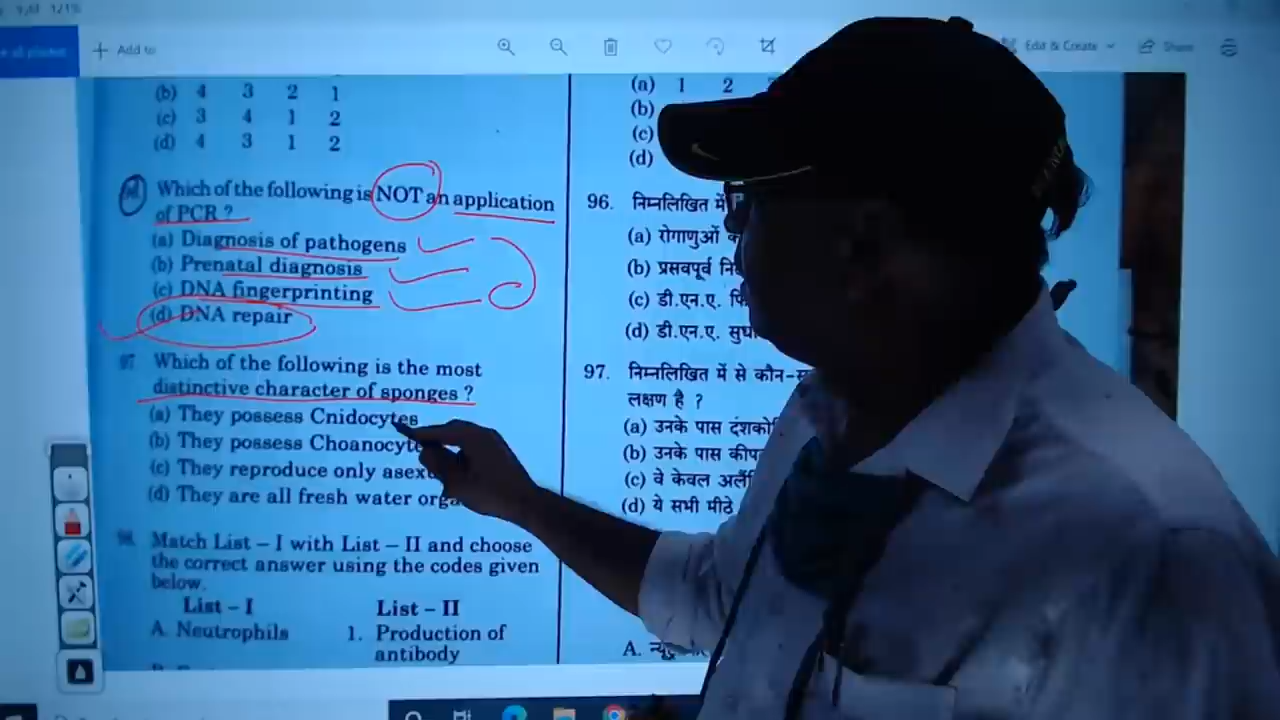 Add to
Edit & Create
Share
(b) 4 3 2 1
(c) 3 4 1 2
(d) 4 3 1 2
Which of the following is NOT an application
of PCR ?
(a) Diagnosis of pathogens
(b) Prenatal diagnosis
(c) DNA fingerprinting
(d) DNA repair
97. Which of the following is the most
distinctive character of sponges ?
(a) They possess Cnidocytes
(b) They possess Choanocyte
(c) They reproduce only
(d) They are all fresh water
98. Match List – I with List – II and choose
the correct answer using the codes given
below.
List – I List – II
A. Neutrophils 1. Production of
antibody
(a) 1 2
(b)
(c)
(d)
96. निम्नलिखित में
(a) रोगाणुओं
(b) प्रसवपूर्व
(c) डी.एन.ए.
(d) डी.एन.ए.
97. निम्नलिखित में से कौन-
लक्षण है ?
(a) उनके पास
(b) उनके पास
(c) वे केवल
(d) ये सभी मीठे
A.